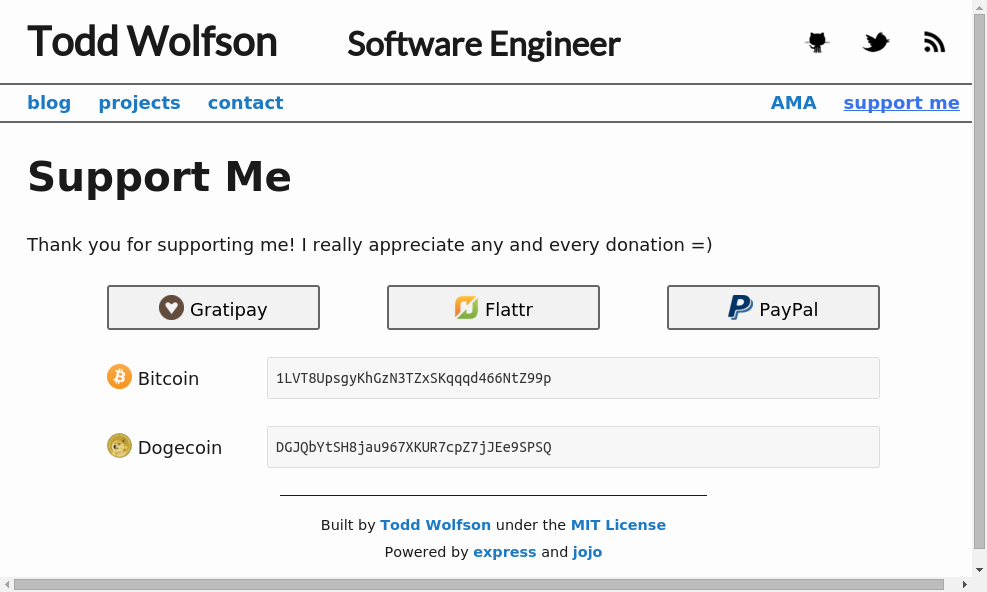 Todd Wolfson Software Engineer
blog projects contact AMA support me
Support Me
Thank you for supporting me! I really appreciate any and every donation =)
Gratipay Flattr PayPal
Bitcoin 1LVT8UpsgyKhGzN3TZxSKqqqd466NtZ99p
Dogecoin DGJQbYtSH8jau967XKUR7cpZ7jJEe9SPSQ
Built by Todd Wolfson under the MIT License
Powered by express and jojo